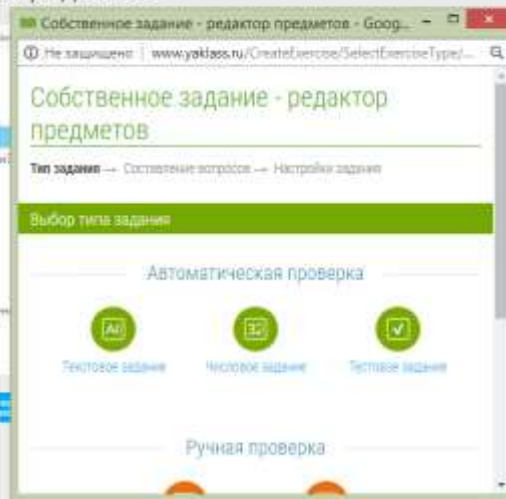 Собственное задание - редактор предметов - Goog...
Не защищено | www.yaklass.ru/CreateExercise/SelectExerciseType/...
Собственное задание - редактор
предметов
Тип задания → Составление вопросов → Настройки задания
Выбор типа задания
Автоматическая проверка
Текстовое задание Числовое задание Тестовое задание
Ручная проверка